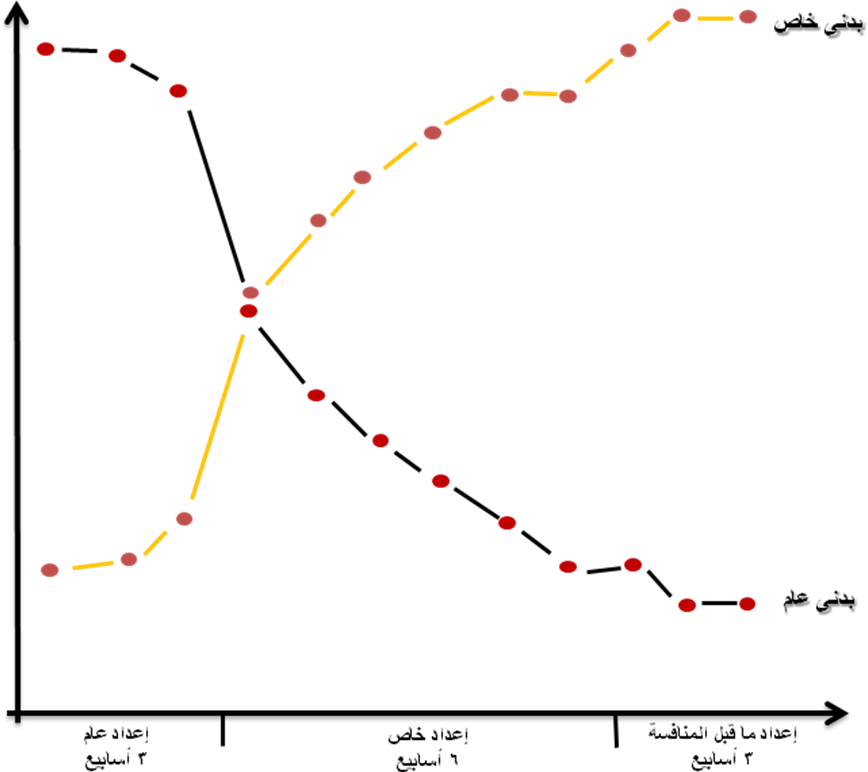 بدني خاص
بدني عام
إعداد عام
٣ أسابيع
إعداد خاص
٦ أسابيع
إعداد ما قبل المنافسة
٣ أسابيع